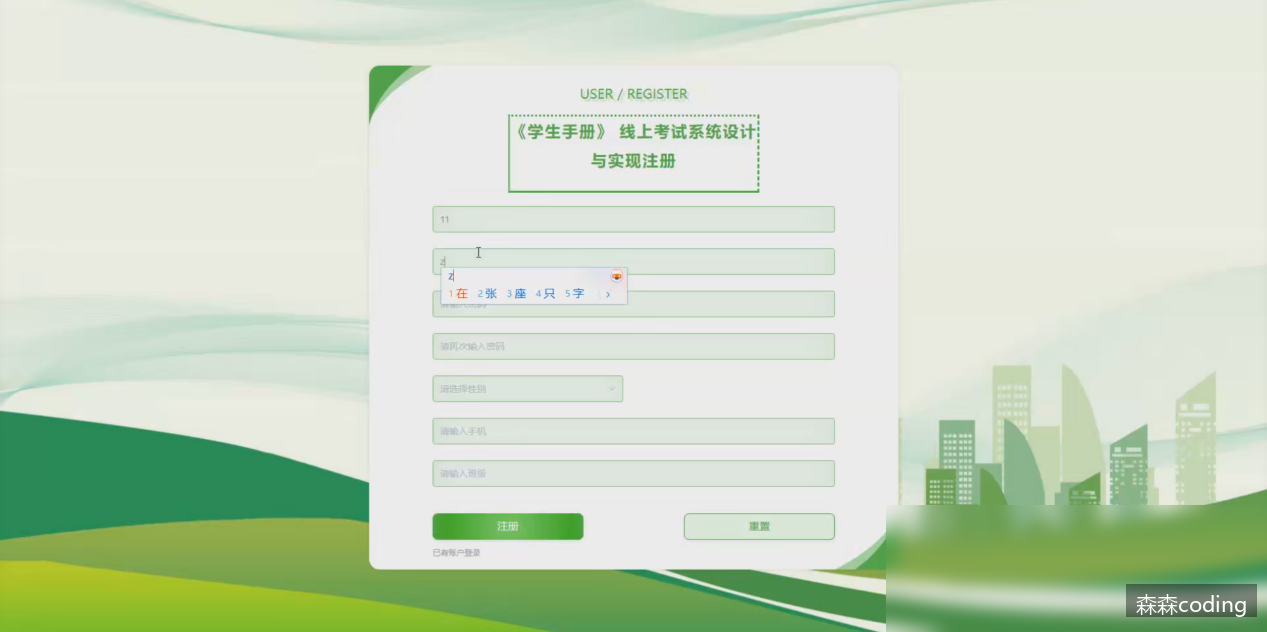 USER / REGISTER
《学生手册》 线上考试系统设计
与实现注册
11
z
z
1在 2张 3座 4只 5字 ›
请再次输入密码
请选择性别
请输入手机
请输入班级
注册 重置
已有账户登录
森森coding